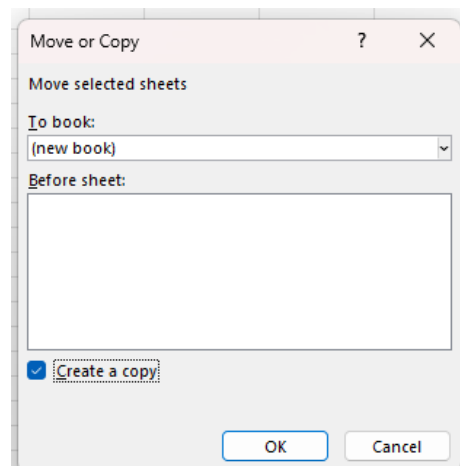 Move or Copy ?
Move selected sheets
To book:
(new book)
Before sheet:
Create a copy
OK Cancel